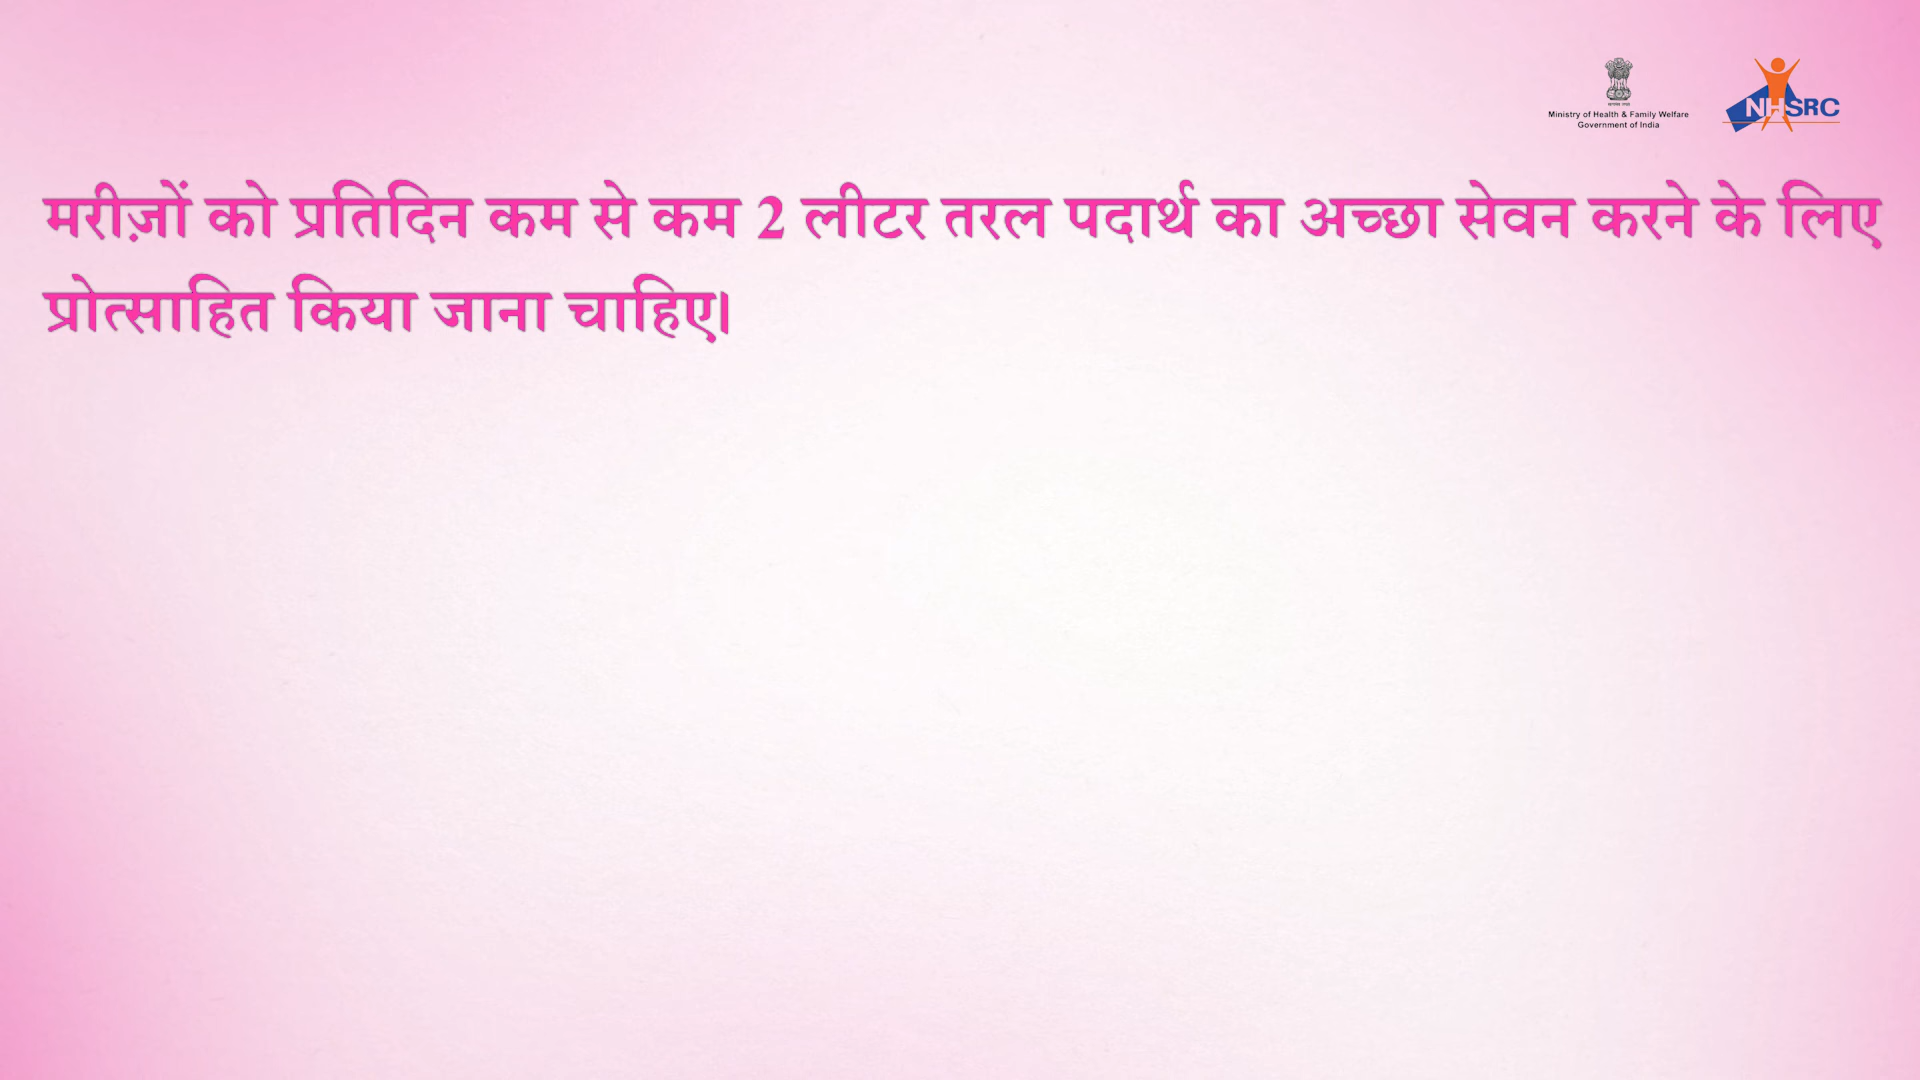 Ministry of Health & Family Welfare
Government of India
NHSRC
मरीज़ों को प्रतिदिन कम से कम 2 लीटर तरल पदार्थ का अच्छा सेवन करने के लिए
प्रोत्साहित किया जाना चाहिए।